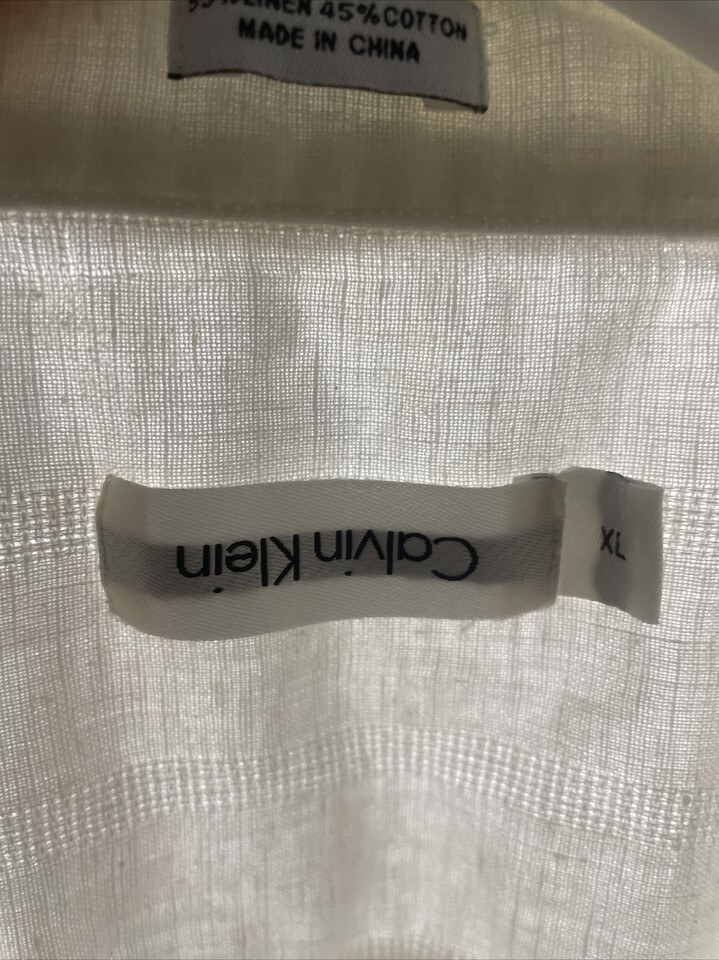 LINEN 45% COTTON
MADE IN CHINA
Calvin Klein
XL